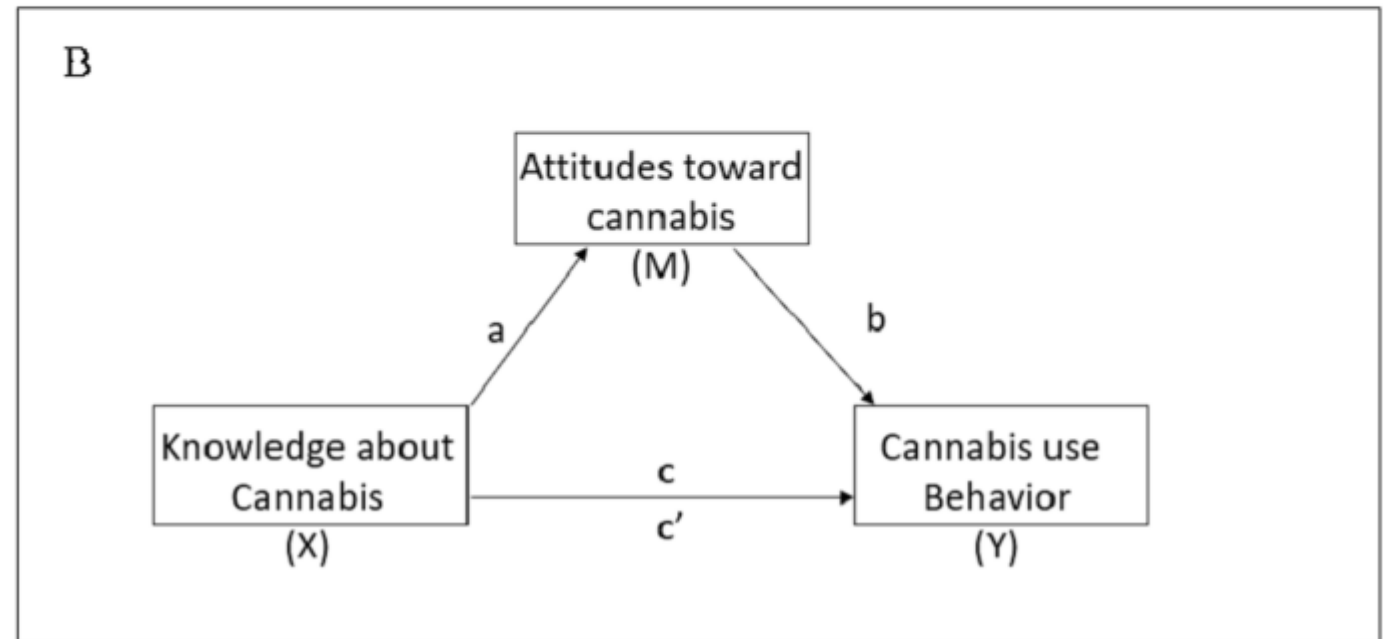 B
Attitudes toward
cannabis
(M)
a
b
Knowledge about
Cannabis
(X)
c
c’
Cannabis use
Behavior
(Y)